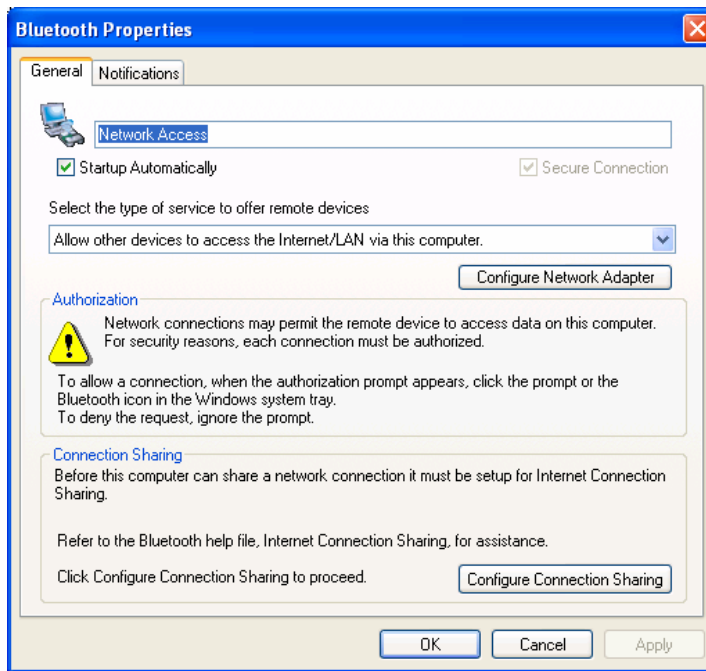 Bluetooth Properties
General Notifications
Network Access
Startup Automatically Secure Connection
Select the type of service to offer remote devices
Allow other devices to access the Internet/LAN via this computer.
Configure Network Adapter
Authorization
Network connections may permit the remote device to access data on this computer.
For security reasons, each connection must be authorized.
To allow a connection, when the authorization prompt appears, click the prompt or the
Bluetooth icon in the Windows system tray.
To deny the request, ignore the prompt.
Connection Sharing
Before this computer can share a network connection it must be setup for Internet Connection
Sharing.
Refer to the Bluetooth help file, Internet Connection Sharing, for assistance.
Click Configure Connection Sharing to proceed. Configure Connection Sharing
OK Cancel Apply